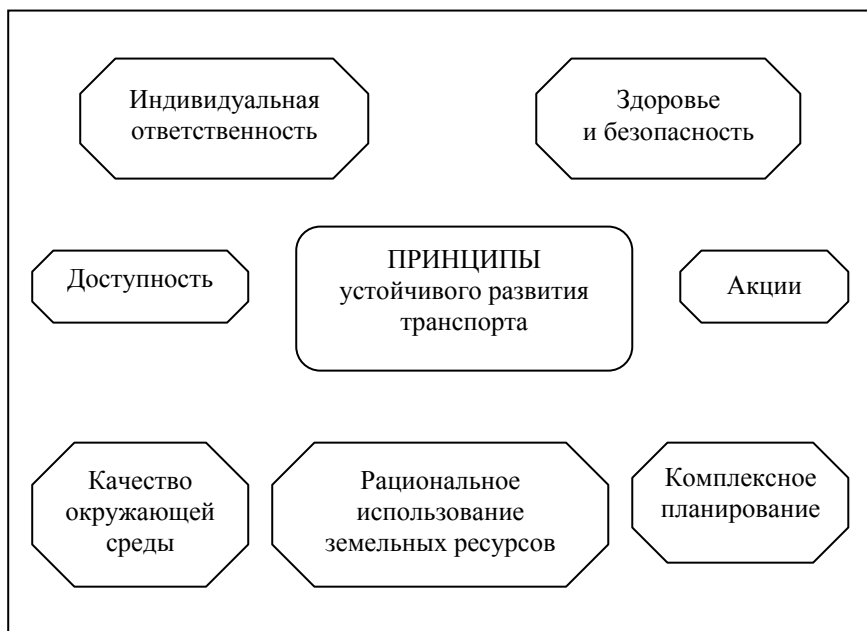 Индивидуальная
ответственность
Здоровье
и безопасность
Доступность
ПРИНЦИПЫ
устойчивого развития
транспорта
Акции
Качество
окружающей
среды
Рациональное
использование
земельных ресурсов
Комплексное
планирование